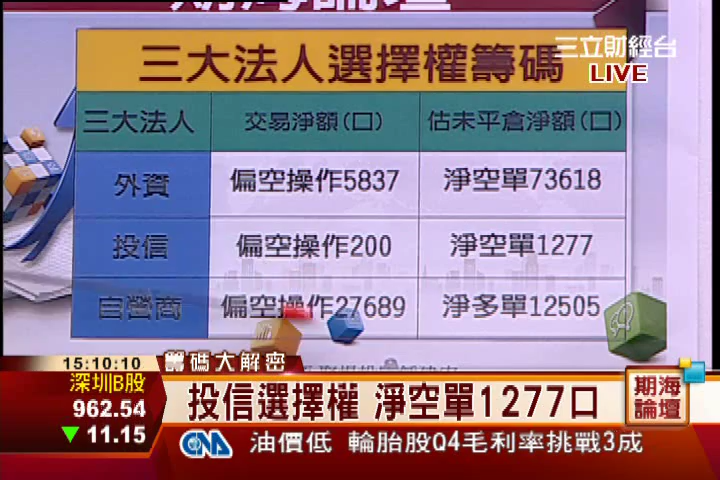 期海論壇
三立財經台
LIVE
三大法人選擇權籌碼
三大法人 交易淨額(口) 估未平倉淨額(口)
外資 偏空操作5837 淨空單73618
投信 偏空操作200 淨空單1277
自營商 偏空操作27689 淨多單12505
15:10:10 籌碼大解密
深圳B股
962.54
▼11.15
投信選擇權 淨空單1277口
期海
論壇
CNA 油價低 輪胎股Q4毛利率挑戰3成